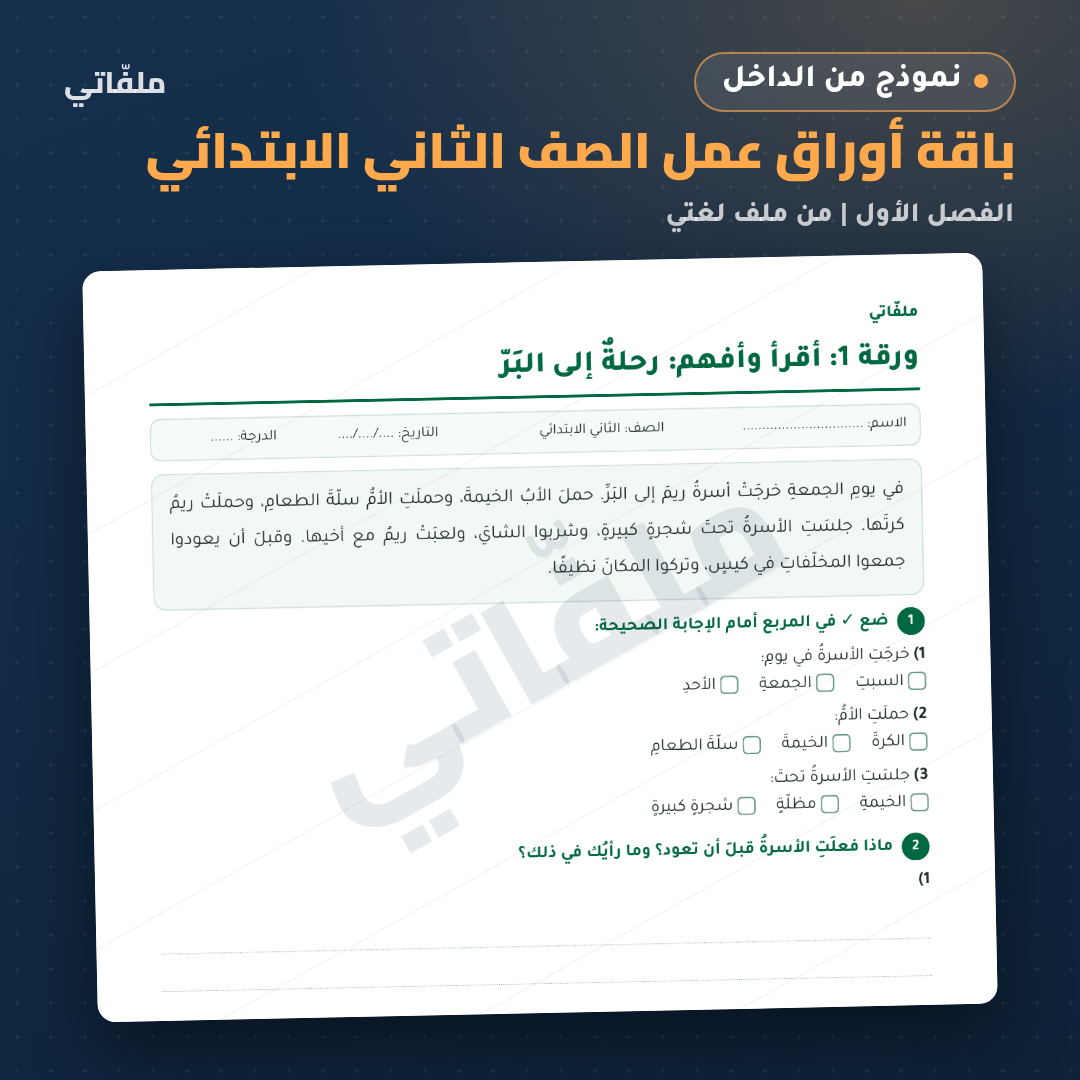 نموذج من الداخل
ملفّاتي
باقة أوراق عمل الصف الثاني الابتدائي
الفصل الأول | من ملف لغتي
ملفّاتي
ورقة 1: أقرأ وأفهم: رحلةٌ إلى البَرّ
الاسم: ............................... الصف: الثاني الابتدائي التاريخ: ..../..../.... الدرجة: ......
في يومِ الجمعةِ خرجَتْ أسرةُ ريمَ إلى البَرِّ. حملَ الأبُ الخيمةَ، وحملَتِ الأمُّ سلّةَ الطعامِ، وحملَتْ ريمُ
كرتَها. جلسَتِ الأسرةُ تحتَ شجرةٍ كبيرةٍ، وشربوا الشايَ، ولعبَتْ ريمُ مع أخيها. وقبلَ أن يعودوا
جمعوا المخلّفاتِ في كيسٍ، وتركوا المكانَ نظيفًا.
ملفّاتي
1 ضع ✓ في المربع أمام الإجابة الصحيحة:
1) خرجَتِ الأسرةُ في يومِ:
السبتِ الجمعةِ الأحدِ
2) حملَتِ الأمُّ:
الكرةَ الخيمةَ سلّةَ الطعامِ
3) جلسَتِ الأسرةُ تحتَ:
الخيمةِ مظلّةٍ شجرةٍ كبيرةٍ
2 ماذا فعلَتِ الأسرةُ قبلَ أن تعود؟ وما رأيُك في ذلك؟
1)